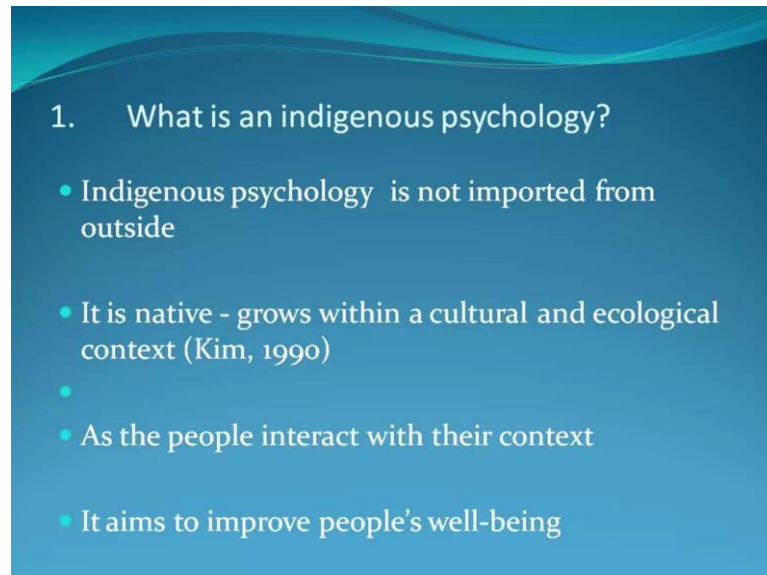 1. What is an indigenous psychology?
• Indigenous psychology is not imported from
outside
• It is native - grows within a cultural and ecological
context (Kim, 1990)
•
• As the people interact with their context
• It aims to improve people’s well-being